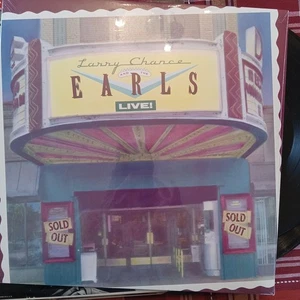 Larry Chance
AND THE
EARLS
LIVE!
SOLD
OUT
SOLD
OUT